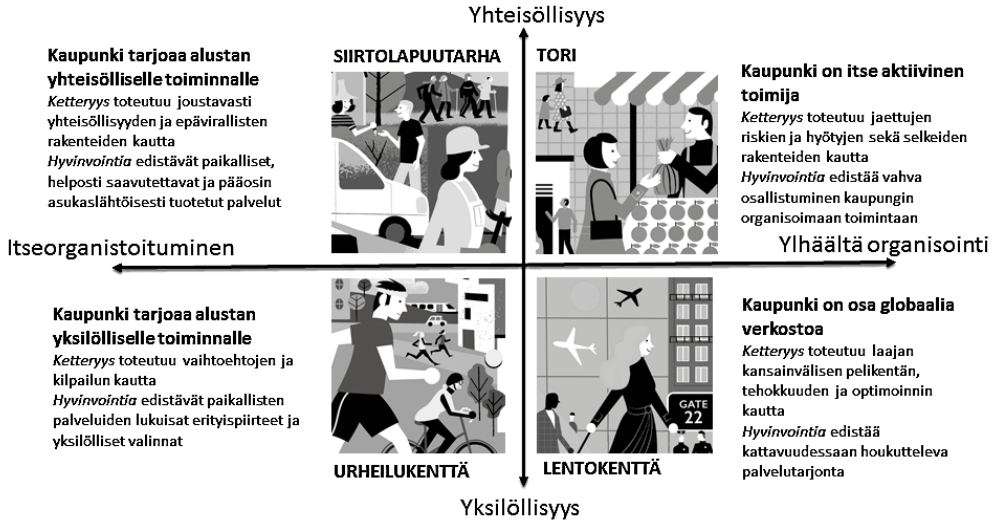 Yhteisöllisyys
Kaupunki tarjoaa alustan
yhteisölliselle toiminnalle
Ketteryys toteutuu joustavasti
yhteisöllisyyden ja epävirallisten
rakenteiden kautta
Hyvinvointia edistävät paikalliset,
helposti saavutettavat ja pääosin
asukaslähtöisesti tuotetut palvelut
SIIRTOLAPUUTARHA
TORI
Kaupunki on itse aktiivinen
toimija
Ketteryys toteutuu jaettujen
riskien ja hyötyjen sekä selkeiden
rakenteiden kautta
Hyvinvointia edistää vahva
osallistuminen kaupungin
organisoimaan toimintaan
Itseorganistoituminen
Ylhäältä organisointi
Kaupunki tarjoaa alustan
yksilölliselle toiminnalle
Ketteryys toteutuu vaihtoehtojen ja
kilpailun kautta
Hyvinvointia edistävät paikallisten
palveluiden lukuisat erityispiirteet ja
yksilölliset valinnat
URHEILUKENTTÄ
GATE
22
LENTOKENTTÄ
Kaupunki on osa globaalia
verkostoa
Ketteryys toteutuu laajan
kansainvälisen pelikentän,
tehokkuuden ja optimoinnin
kautta
Hyvinvointia edistää
kattavuudessaan houkutteleva
palvelutarjonta
Yksilöllisyys